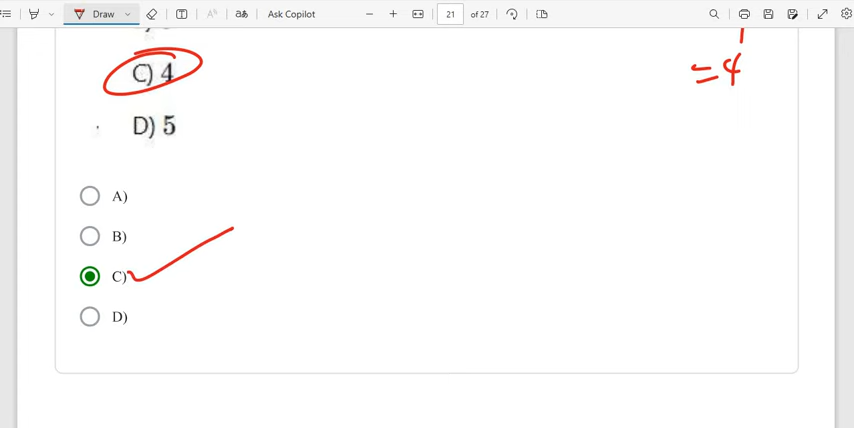 Draw
Ask Copilot
21 of 27
C) 4
= 4
D) 5
A)
B)
C)
D)